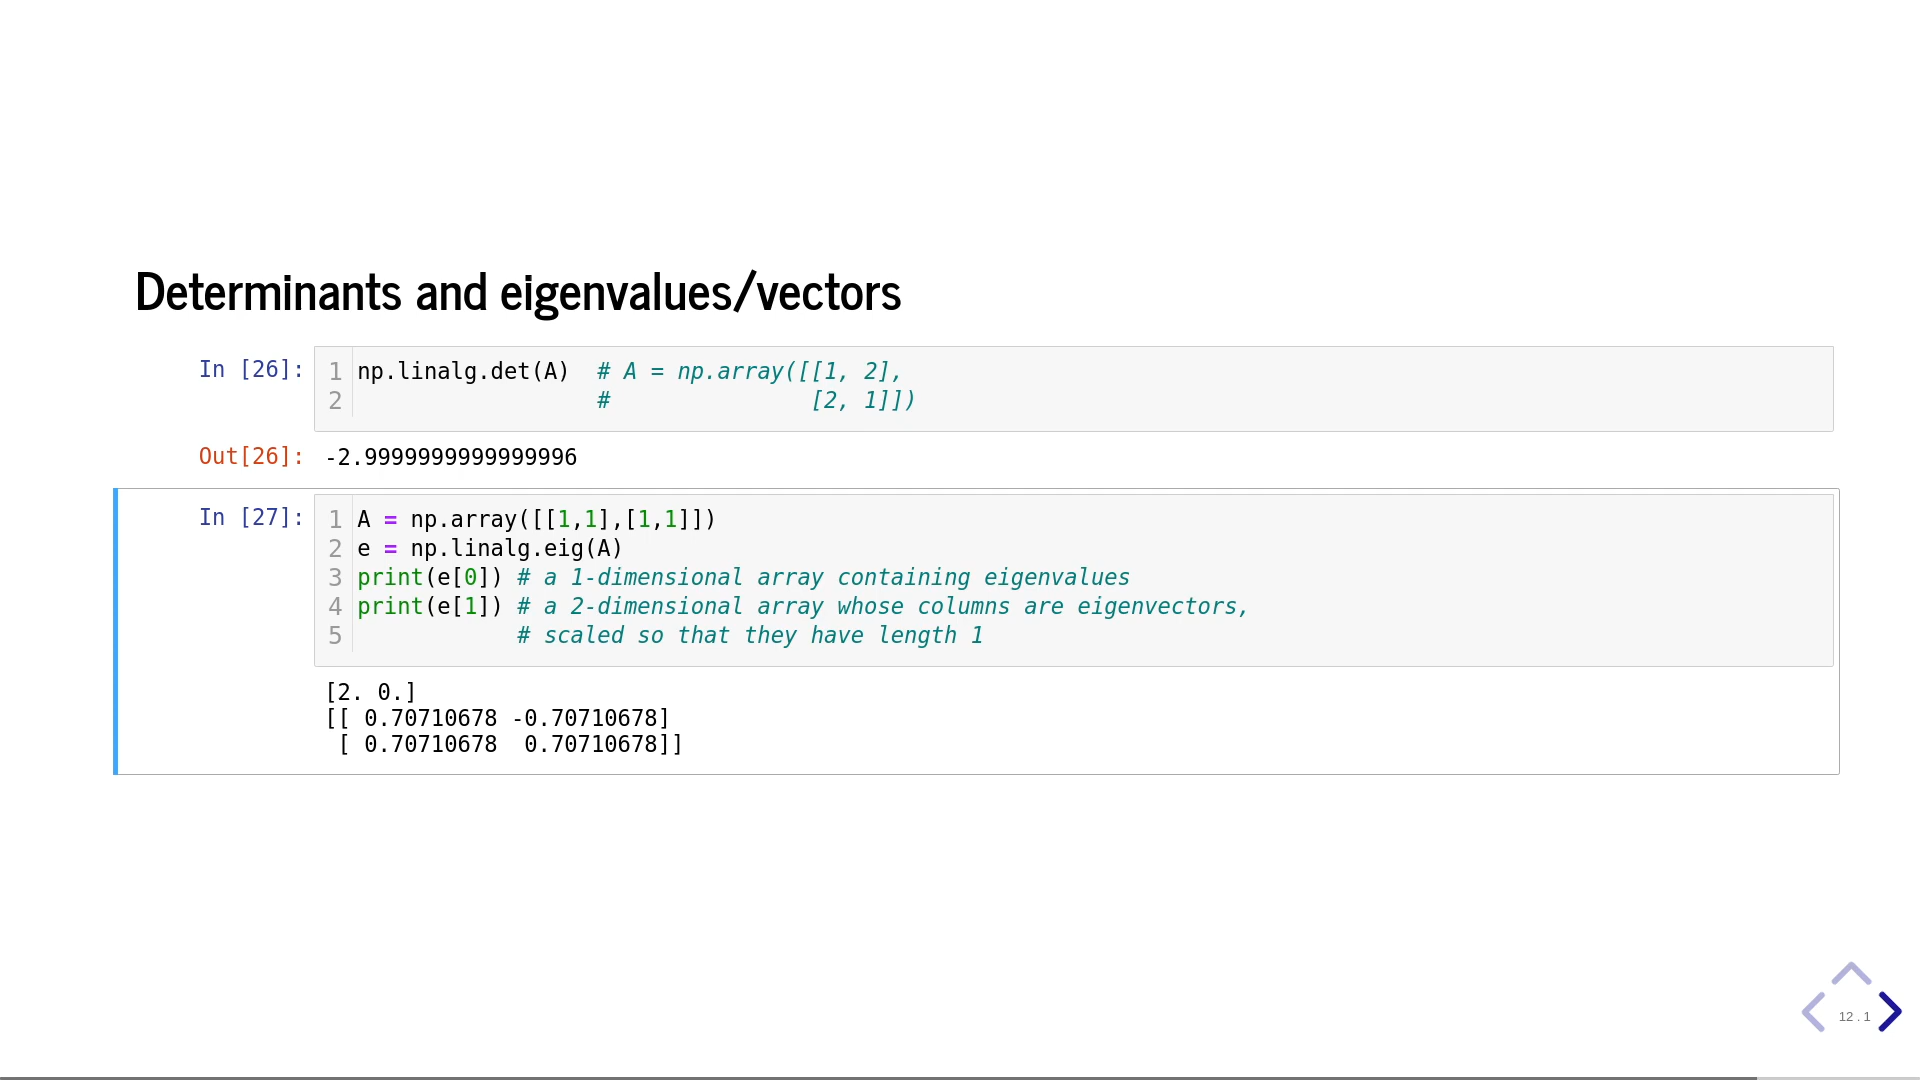 Determinants and eigenvalues/vectors
In [26]:
1 np.linalg.det(A)  # A = np.array([[1, 2],
2                   #               [2, 1]])
Out[26]: -2.9999999999999996
In [27]:
1 A = np.array([[1,1],[1,1]])
2 e = np.linalg.eig(A)
3 print(e[0]) # a 1-dimensional array containing eigenvalues
4 print(e[1]) # a 2-dimensional array whose columns are eigenvectors,
5             # scaled so that they have length 1
[2. 0.]
[[ 0.70710678 -0.70710678]
 [ 0.70710678  0.70710678]]
12 . 1